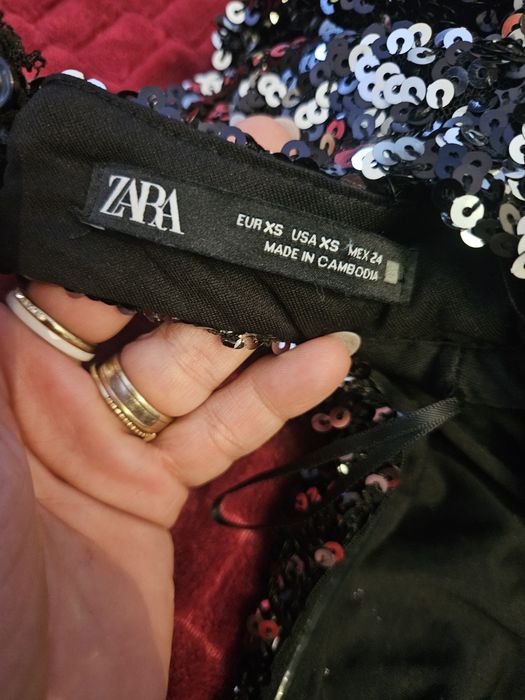 ZARA
EUR XS USA XS MEX 24
MADE IN CAMBODIA